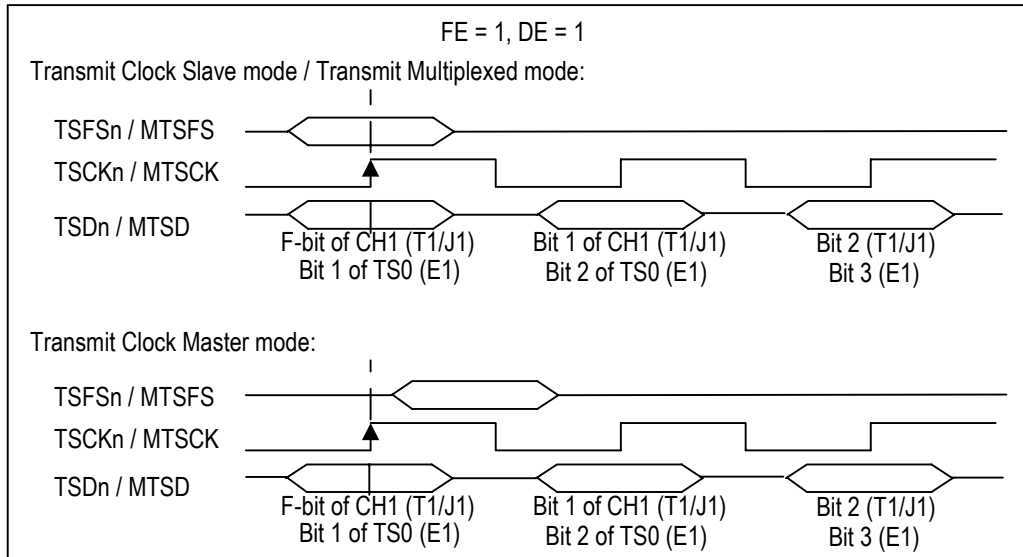 FE = 1, DE = 1
Transmit Clock Slave mode / Transmit Multiplexed mode:
TSFSn / MTSFS
TSCKn / MTSCK
TSDn / MTSD
F-bit of CH1 (T1/J1) Bit 1 of CH1 (T1/J1) Bit 2 (T1/J1)
Bit 1 of TS0 (E1) Bit 2 of TS0 (E1) Bit 3 (E1)
Transmit Clock Master mode:
TSFSn / MTSFS
TSCKn / MTSCK
TSDn / MTSD
F-bit of CH1 (T1/J1) Bit 1 of CH1 (T1/J1) Bit 2 (T1/J1)
Bit 1 of TS0 (E1) Bit 2 of TS0 (E1) Bit 3 (E1)